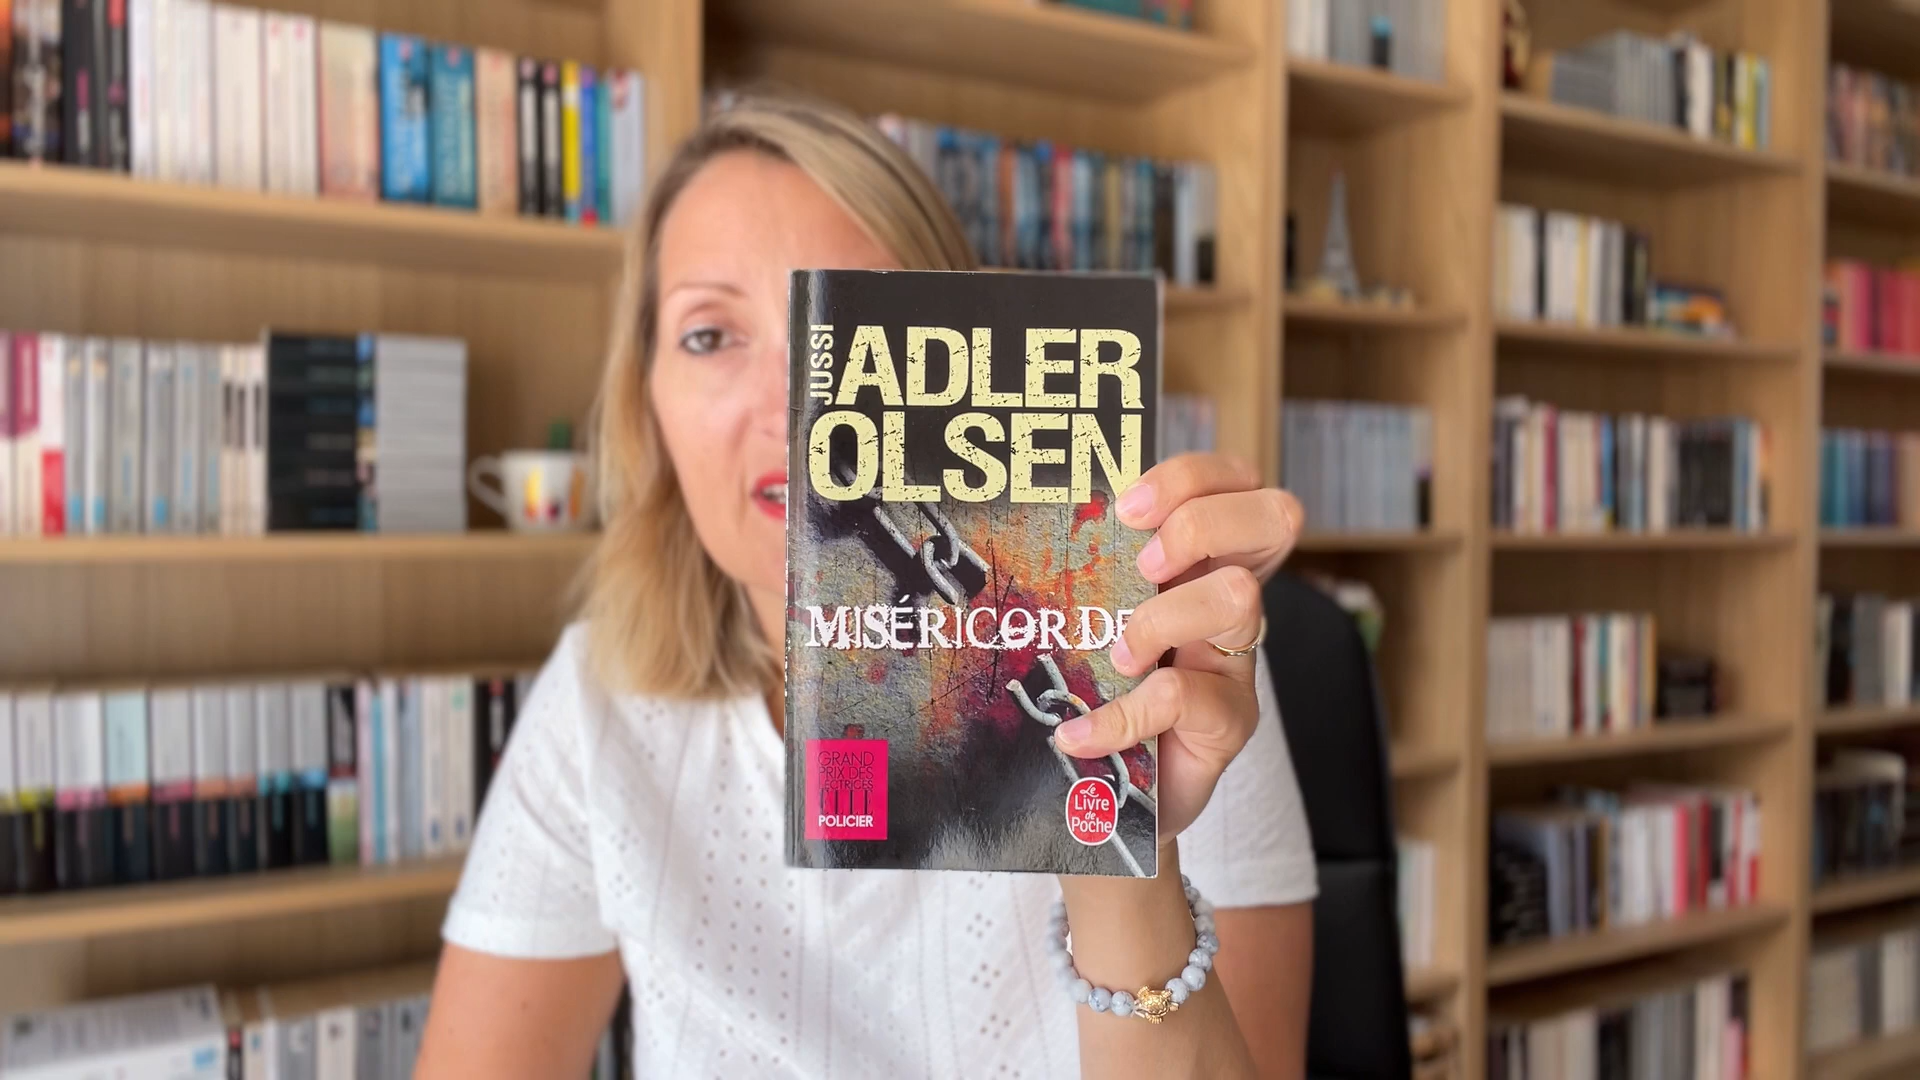 JUSSI
ADLER
OLSEN
MISÉRICORDE
GRAND
PRIX DES
LECTRICES
ELLE
POLICIER
Le
Livre
de
Poche